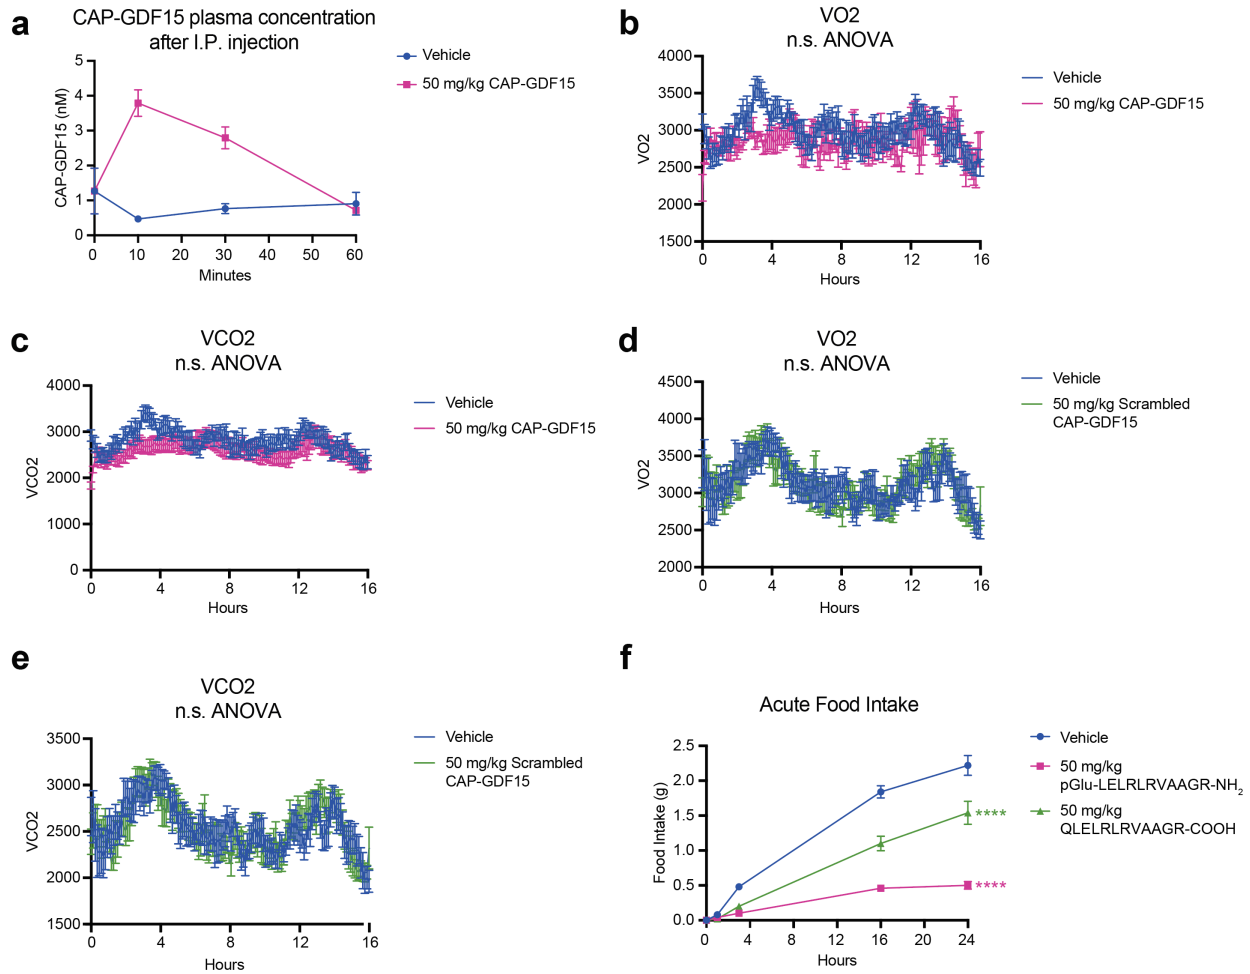 a
CAP-GDF15 plasma concentration
after I.P. injection
CAP-GDF15 (nM)
5
4
3
2
1
0
0 10 20 30 40 50 60
Minutes
Vehicle
50 mg/kg CAP-GDF15
b
VO2
n.s. ANOVA
VO2
4000
3500
3000
2500
2000
1500
0 4 8 12 16
Hours
Vehicle
50 mg/kg CAP-GDF15
c
VCO2
n.s. ANOVA
VCO2
4000
3000
2000
1000
0
0 4 8 12 16
Hours
Vehicle
50 mg/kg CAP-GDF15
d
VO2
n.s. ANOVA
VO2
4500
4000
3500
3000
2500
2000
0 4 8 12 16
Hours
Vehicle
50 mg/kg Scrambled
CAP-GDF15
e
VCO2
n.s. ANOVA
VCO2
3500
3000
2500
2000
1500
0 4 8 12 16
Hours
Vehicle
50 mg/kg Scrambled
CAP-GDF15
f
Acute Food Intake
Food Intake (g)
2.5
2.0
1.5
1.0
0.5
0.0
0 4 8 12 16 20 24
Hours
****
****
Vehicle
50 mg/kg
pGlu-LELRLRVAAGR-NH2
50 mg/kg
QLELRLRVAAGR-COOH